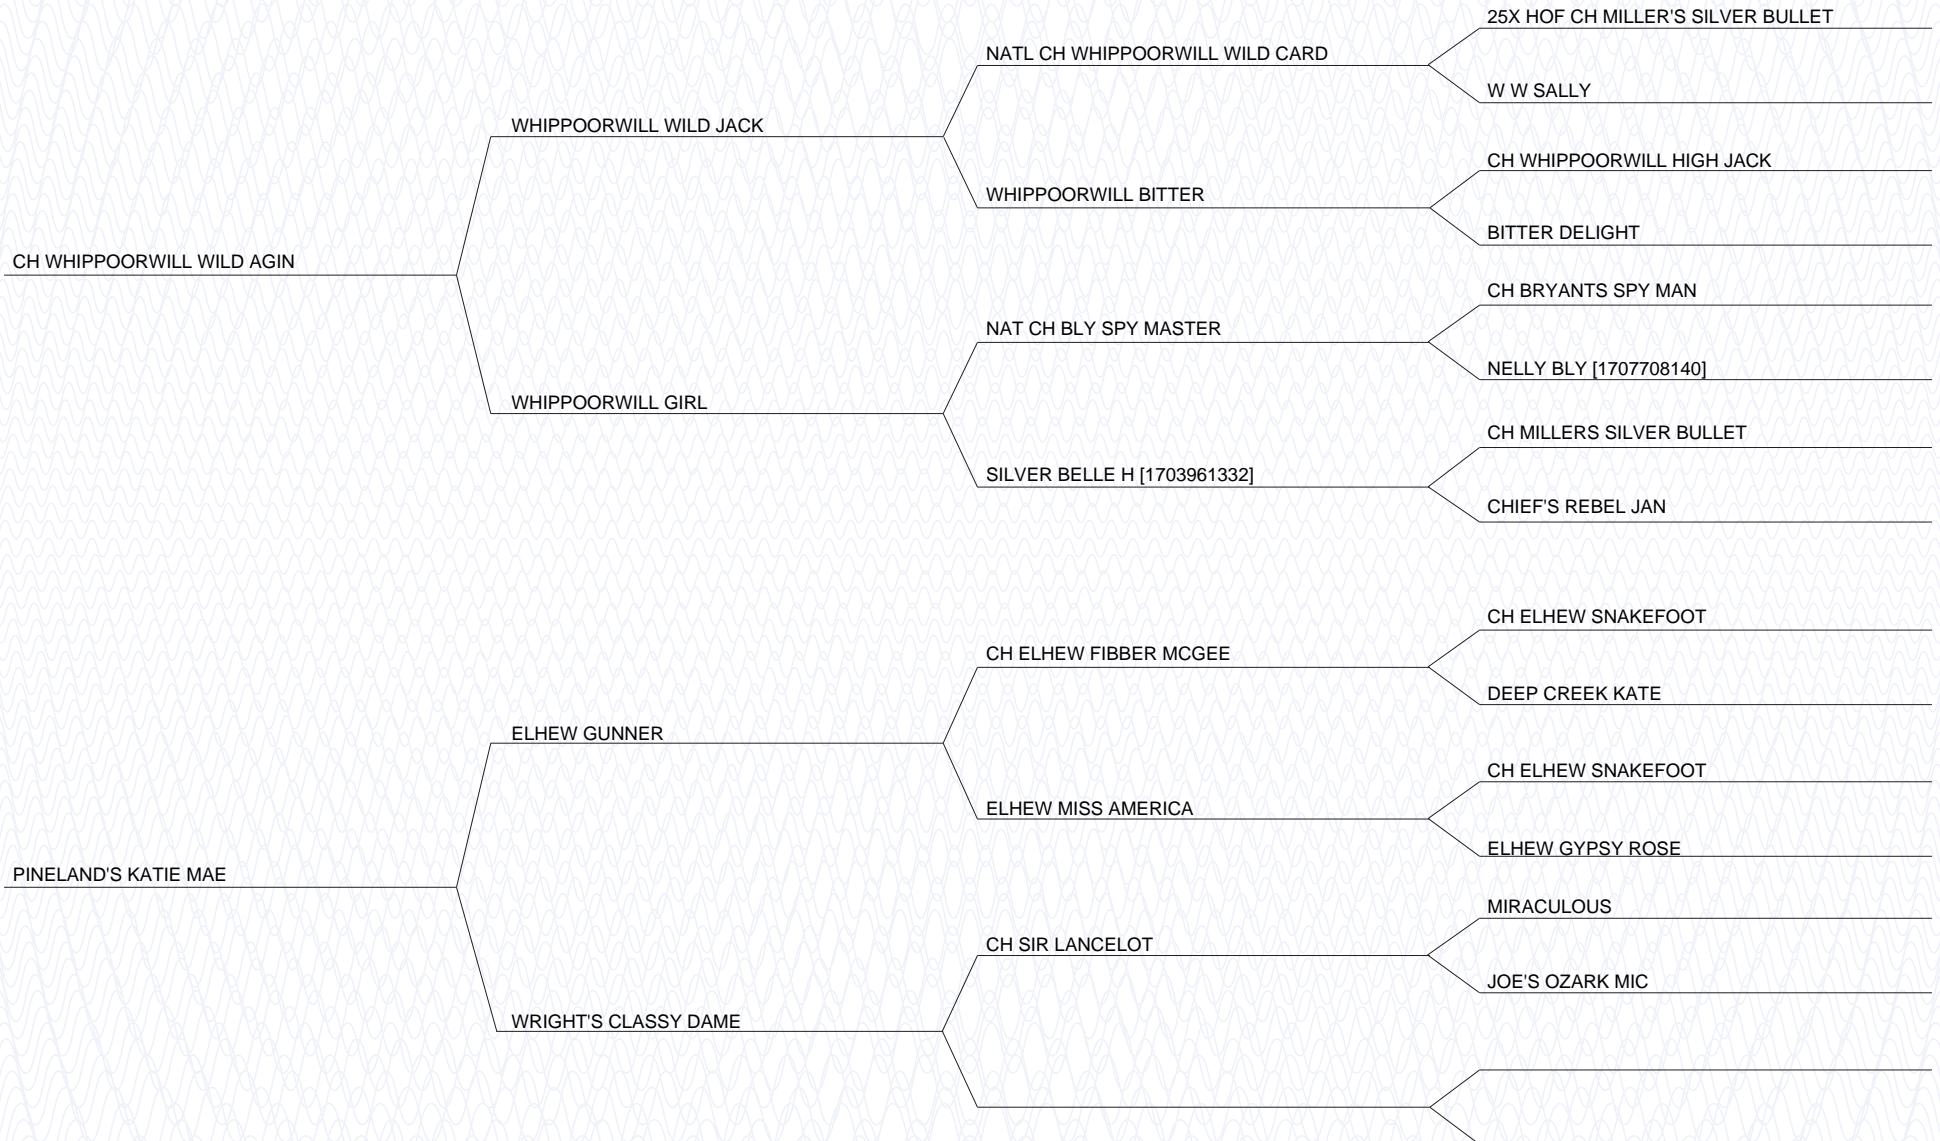 25X HOF CH MILLER'S SILVER BULLET
NATL CH WHIPPOORWILL WILD CARD
W W SALLY
WHIPPOORWILL WILD JACK
CH WHIPPOORWILL HIGH JACK
WHIPPOORWILL BITTER
BITTER DELIGHT
CH WHIPPOORWILL WILD AGIN
CH BRYANTS SPY MAN
NAT CH BLY SPY MASTER
NELLY BLY [1707708140]
WHIPPOORWILL GIRL
CH MILLERS SILVER BULLET
SILVER BELLE H [1703961332]
CHIEF'S REBEL JAN
CH ELHEW SNAKEFOOT
CH ELHEW FIBBER MCGEE
DEEP CREEK KATE
ELHEW GUNNER
CH ELHEW SNAKEFOOT
ELHEW MISS AMERICA
ELHEW GYPSY ROSE
PINELAND'S KATIE MAE
MIRACULOUS
CH SIR LANCELOT
JOE'S OZARK MIC
WRIGHT'S CLASSY DAME